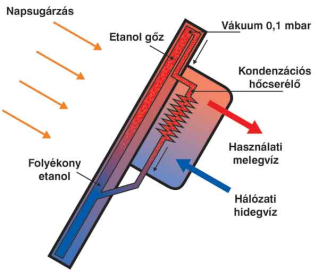 Napsugárzás
Vákuum 0,1 mbar
Etanol gőz
Kondenzációs
hőcserélő
Használati
melegvíz
Folyékony
etanol
Hálózati
hidegvíz